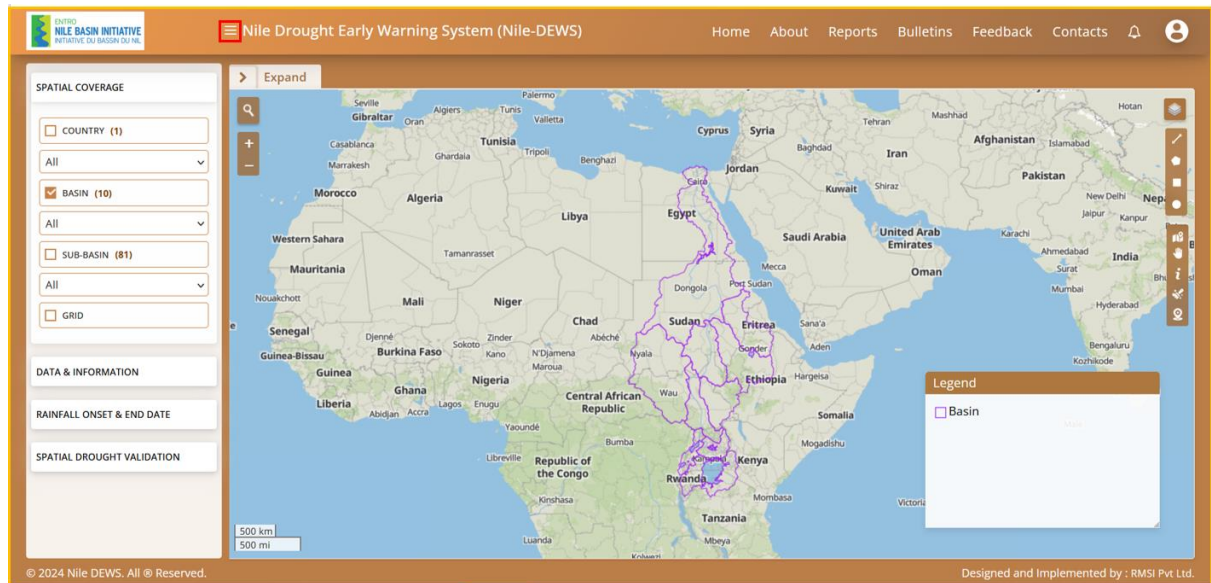 ENTRO
NILE BASIN INITIATIVE
INITIATIVE DU BASSIN DU NIL
Nile Drought Early Warning System (Nile-DEWS)
Home About Reports Bulletins Feedback Contacts
SPATIAL COVERAGE
COUNTRY (1)
All
BASIN (10)
All
SUB-BASIN (81)
All
GRID
DATA & INFORMATION
RAINFALL ONSET & END DATE
SPATIAL DROUGHT VALIDATION
Expand
Palermo
Seville
Algiers
Tunis
Gibraltar
Oran
Valletta
Cyprus
Syria
Tehran
Mashhad
Hotan
Casablanca
Tunisia
Tripoli
Baghdad
Iran
Afghanistan
Islamabad
Marrakesh
Ghardaia
Benghazi
Jordan
Pakistan
Cairo
Morocco
Algeria
Kuwait
Shiraz
New Delhi
Nep
Libya
Egypt
Jaipur
Kanpur
Western Sahara
Saudi Arabia
United Arab
Emirates
Karachi
Tamanrasset
Ahmedabad
India
Mauritania
Mecca
Oman
Surat
Bhu
Mumbai
Nouakchott
Mali
Niger
Dongola
Port Sudan
Hyderabad
Chad
Sudan
Eritrea
Sana'a
Senegal
Djenné
Zinder
Abéché
Sokoto
Bengaluru
Guinea-Bissau
Burkina Faso
Kano
N'Djamena
Nyala
Gonder
Aden
Kozhikode
Guinea
Maroua
Nigeria
Ethiopia
Hargeisa
Ghana
Central African
Republic
Wau
Liberia
Abidjan
Accra
Lagos
Enugu
Somalia
Yaoundé
Bumba
Mogadishu
Libreville
Republic of
the Congo
Kampala
Kenya
Rwanda
Kinshasa
Mombasa
Victoria
Tanzania
Luanda
Mbeya
Kolwezi
Legend
Basin
500 km
500 mi
© 2024 Nile DEWS. All ® Reserved.
Designed and Implemented by : RMSI Pvt Ltd.